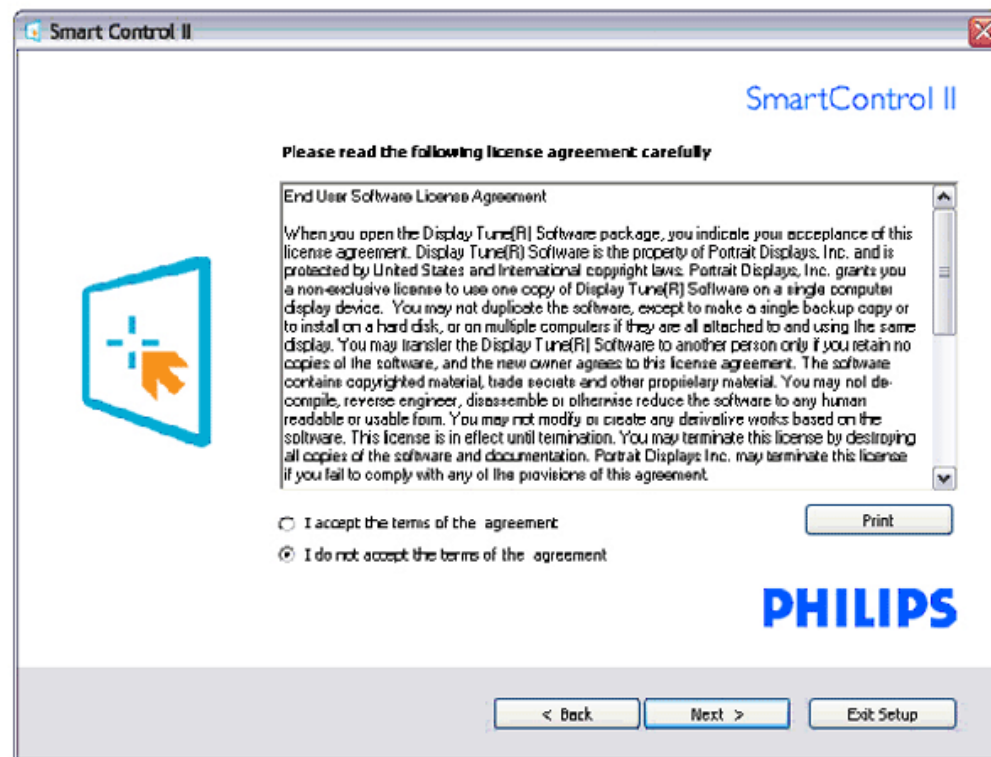 Smart Control II
SmartControl II
Please read the following license agreement carefully
End User Software License Agreement
When you open the Display Tune(R) Software package, you indicate your acceptance of this
license agreement. Display Tune(R) Software is the property of Portrait Displays, Inc. and is
protected by United States and International copyright laws. Portrait Displays, Inc. grants you
a non-exclusive license to use one copy of Display Tune(R) Software on a single computer
display device. You may not duplicate the software, except to make a single backup copy or
to install on a hard disk, or on multiple computers if they are all attached to and using the same
display. You may transfer the Display Tune(R) Software to another person only if you retain no
copies of the software, and the new owner agrees to this license agreement. The software
contains copyrighted material, trade secrets and other proprietary material. You may not de-
compile, reverse engineer, disassemble or otherwise reduce the software to any human
readable or usable form. You may not modify or create any derivative works based on the
software. This license is in effect until termination. You may terminate this license by destroying
all copies of the software and documentation. Portrait Displays Inc. may terminate this license
if you fail to comply with any of the provisions of this agreement.
I accept the terms of the agreement
Print
I do not accept the terms of the agreement
PHILIPS
< Back
Next >
Exit Setup